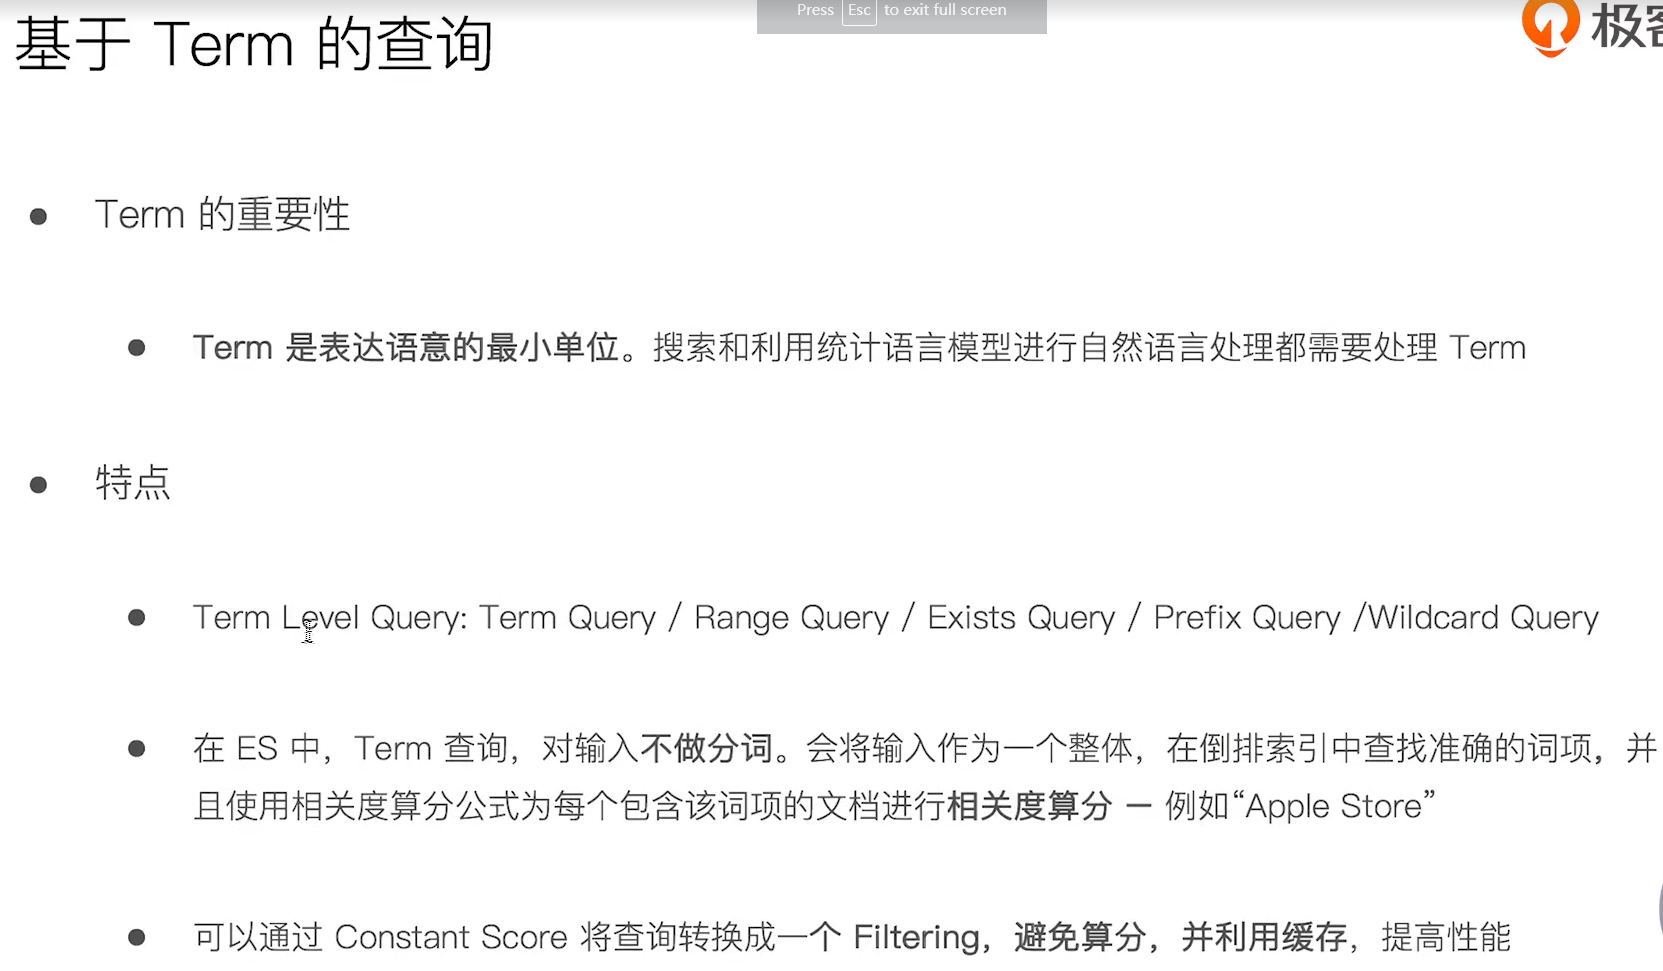 Press Esc to exit full screen
基于 Term 的查询
极客
Term 的重要性
Term 是表达语意的最小单位。搜索和利用统计语言模型进行自然语言处理都需要处理 Term
特点
Term Level Query: Term Query / Range Query / Exists Query / Prefix Query /Wildcard Query
在 ES 中，Term 查询，对输入不做分词。会将输入作为一个整体，在倒排索引中查找准确的词项，并
且使用相关度算分公式为每个包含该词项的文档进行相关度算分 – 例如“Apple Store”
可以通过 Constant Score 将查询转换成一个 Filtering，避免算分，并利用缓存，提高性能